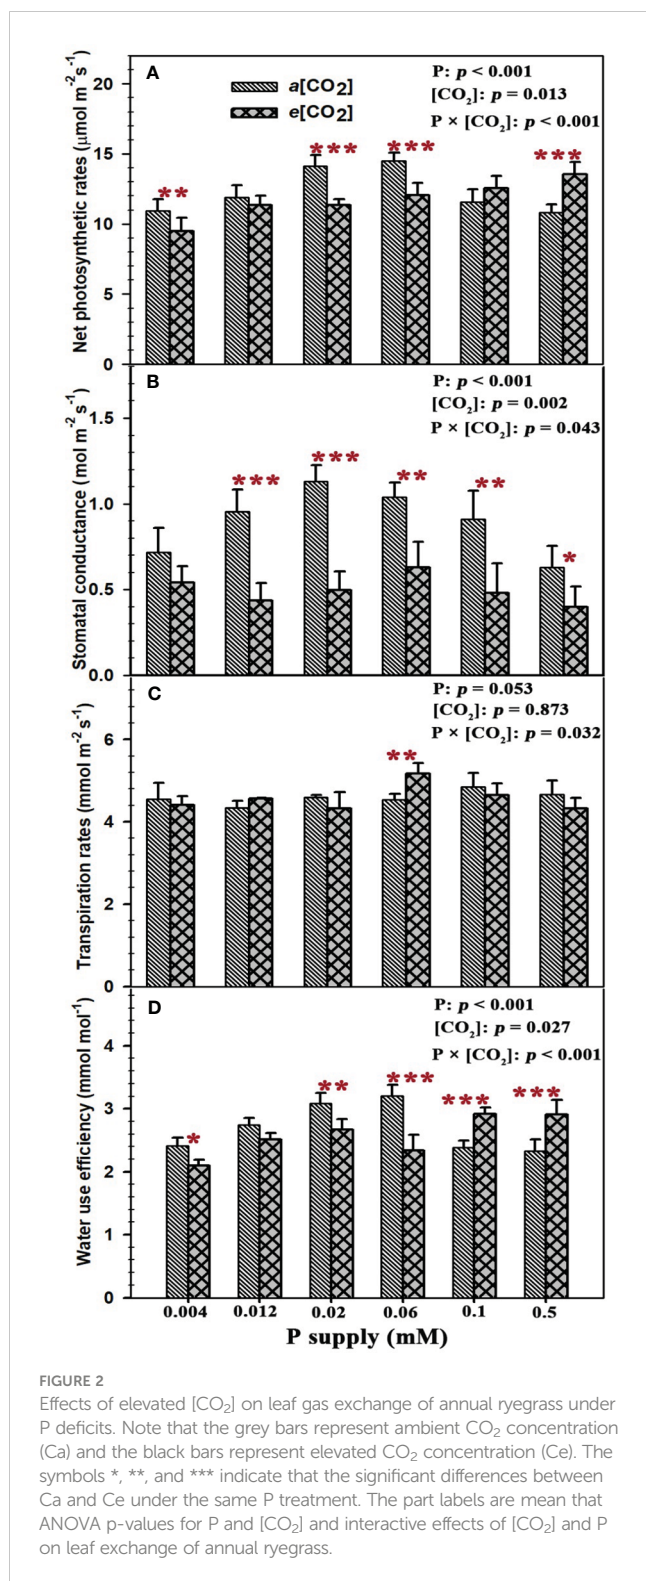 A
a[CO₂]
e[CO₂]
P: p < 0.001
[CO₂]: p = 0.013
P × [CO₂]: p < 0.001
Net photosynthetic rates (μmol m⁻² s⁻¹)
20
15
10
5
0
**
***
***
***
B
P: p < 0.001
[CO₂]: p = 0.002
P × [CO₂]: p = 0.043
Stomatal conductance (mol m⁻² s⁻¹)
1.5
1.0
0.5
0.0
***
***
**
**
*
C
P: p = 0.053
[CO₂]: p = 0.873
P × [CO₂]: p = 0.032
Transpiration rates (mmol m⁻² s⁻¹)
6
4
2
0
**
D
P: p < 0.001
[CO₂]: p = 0.027
P × [CO₂]: p < 0.001
Water use efficiency (mmol mol⁻¹)
4
3
2
1
0
*
**
***
***
***
0.004 0.012 0.02 0.06 0.1 0.5
P supply (mM)
FIGURE 2
Effects of elevated [CO₂] on leaf gas exchange of annual ryegrass under
P deficits. Note that the grey bars represent ambient CO₂ concentration
(Ca) and the black bars represent elevated CO₂ concentration (Ce). The
symbols *, **, and *** indicate that the significant differences between
Ca and Ce under the same P treatment. The part labels are mean that
ANOVA p-values for P and [CO₂] and interactive effects of [CO₂] and P
on leaf exchange of annual ryegrass.